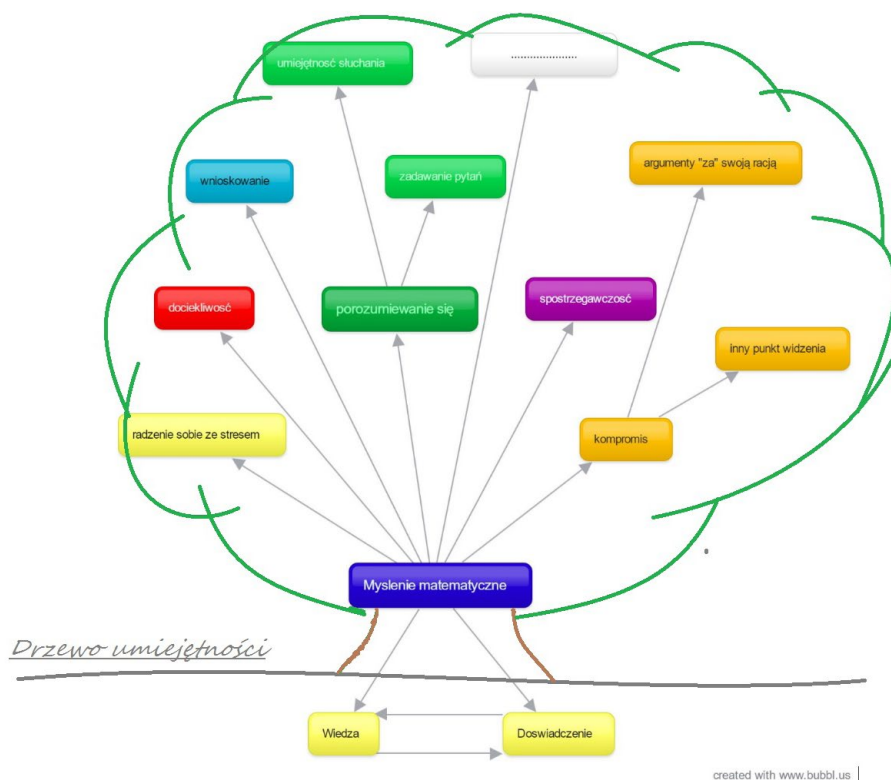 umiejętność słuchania
.....................
wnioskowanie
zadawanie pytań
argumenty "za" swoją racją
dociekliwość
porozumiewanie się
spostrzegawczość
inny punkt widzenia
radzenie sobie ze stresem
kompromis
Myslenie matematyczne
Drzewo umiejętności
Wiedza
Doswiadczenie
created with www.bubbl.us